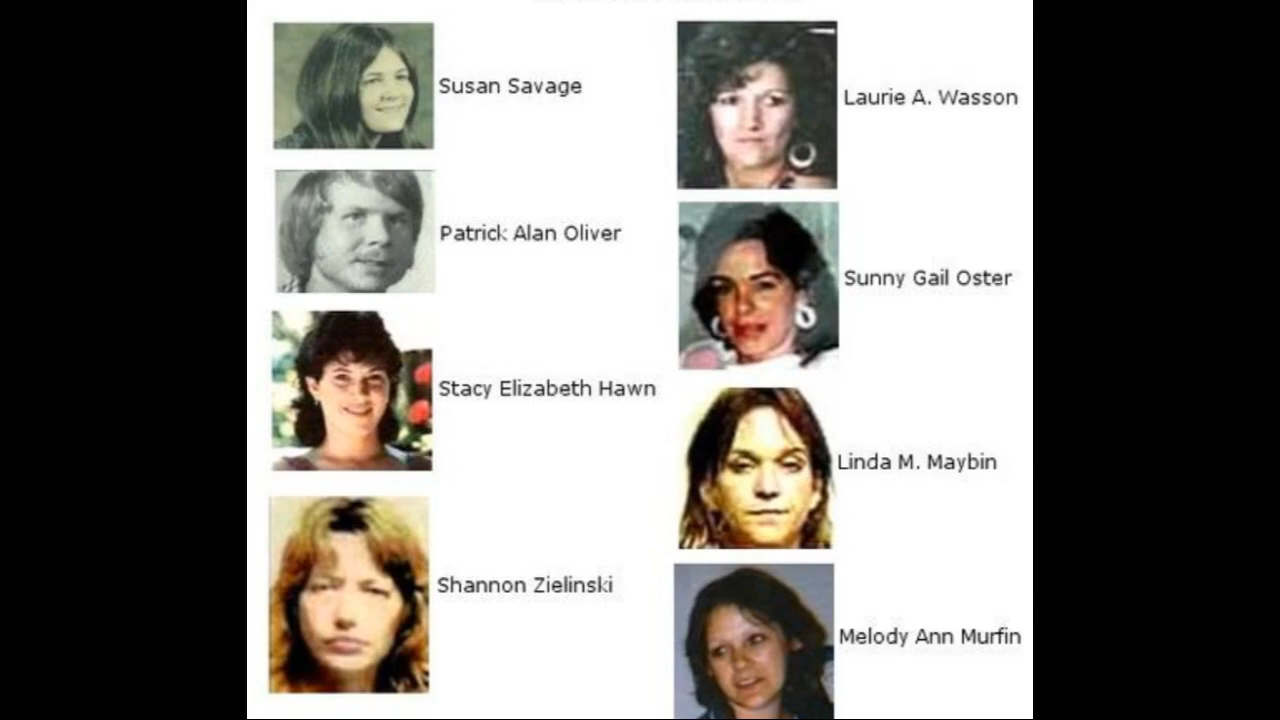 Susan Savage
Patrick Alan Oliver
Stacy Elizabeth Hawn
Shannon Zielinski
Laurie A. Wasson
Sunny Gail Oster
Linda M. Maybin
Melody Ann Murfin